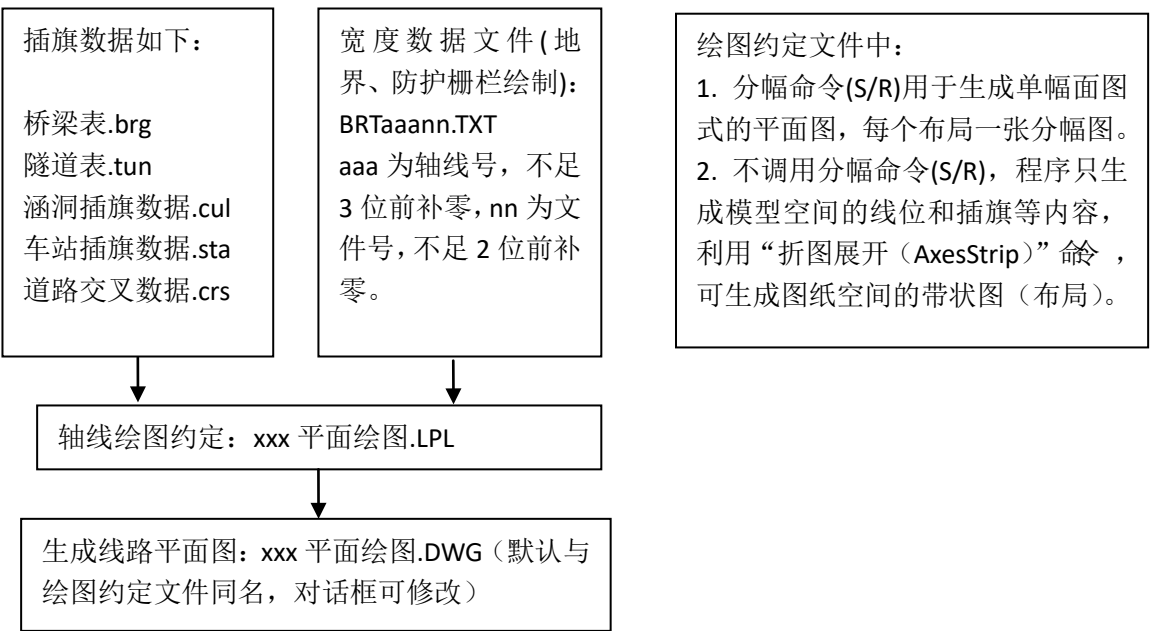 插旗数据如下：
桥梁表.brg
隧道表.tun
涵洞插旗数据.cul
车站插旗数据.sta
道路交叉数据.crs
宽度数据文件(地
界、防护栅栏绘制):
BRTaaann.TXT
aaa 为轴线号，不足
3 位前补零，nn 为文
件号，不足 2 位前补
零。
绘图约定文件中：
1. 分幅命令(S/R)用于生成单幅面图
式的平面图，每个布局一张分幅图。
2. 不调用分幅命令(S/R)，程序只生
成模型空间的线位和插旗等内容，
利用“折图展开（AxesStrip）”命令，
可生成图纸空间的带状图（布局）。
轴线绘图约定：xxx 平面绘图.LPL
生成线路平面图：xxx 平面绘图.DWG（默认与
绘图约定文件同名，对话框可修改）